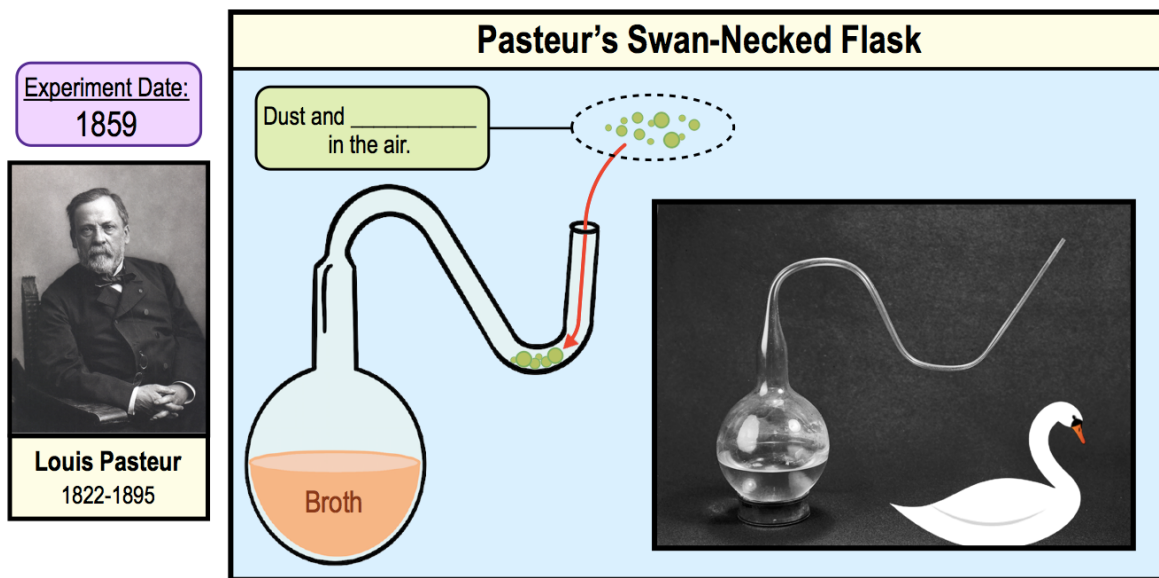 Pasteur's Swan-Necked Flask
Experiment Date:
1859
Dust and ___________
in the air.
Broth
Louis Pasteur
1822-1895